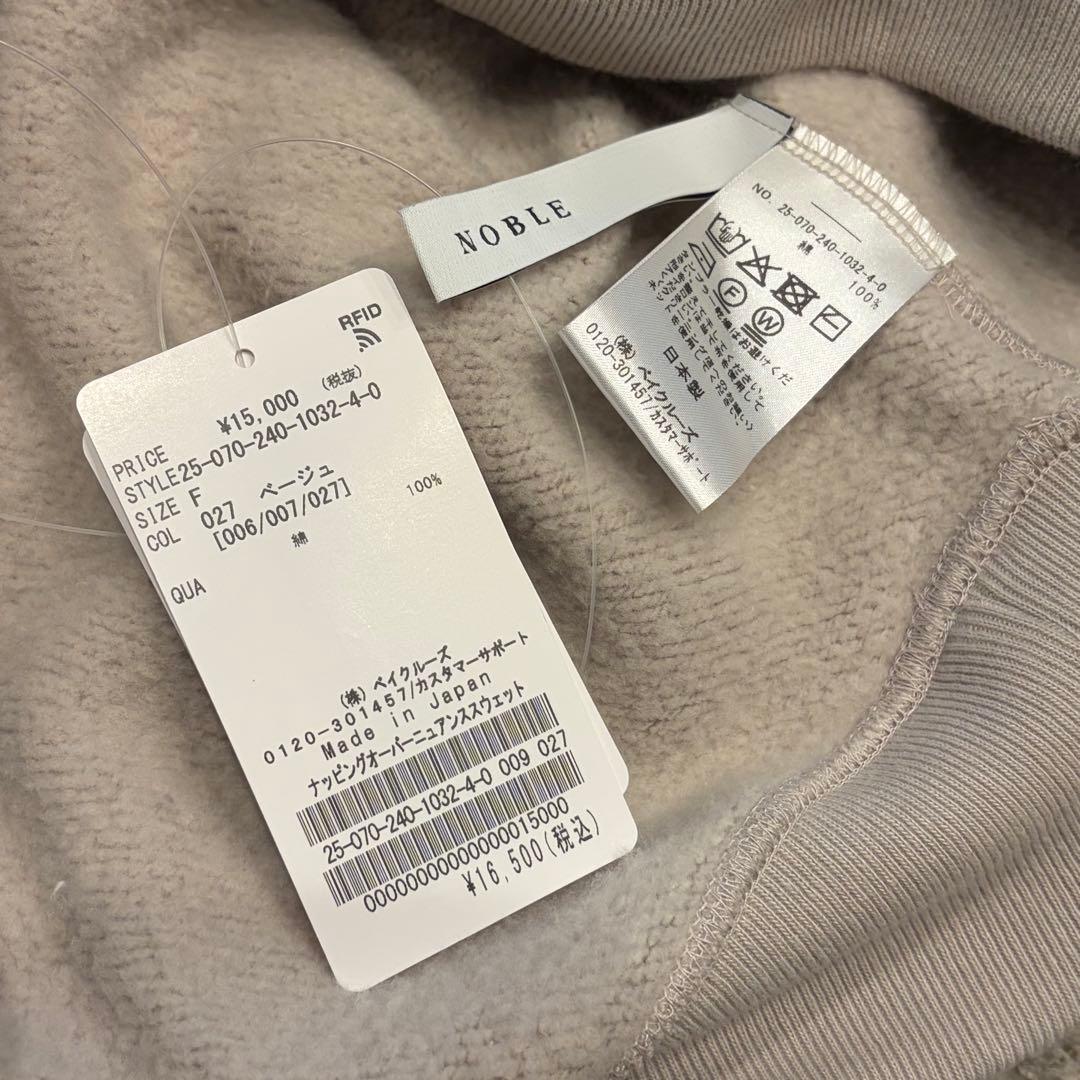 NOBLE
NO. 25-070-240-1032-4-0
綿 100%
F
W
(株)ベイクルーズ
0120-301457/カスタマーサポート
日本製
RFID
PRICE ¥15,000 (税抜)
STYLE25-070-240-1032-4-0
SIZE F
COL 027 ベージュ
[006/007/027]
綿 100%
QUA
(株)ベイクルーズ
0120-301457/カスタマーサポート
Made in Japan
ナッピングオーバーニュアンススウェット
25-070-240-1032-4-0 009 027
0000000000000015000
¥16,500(税込)